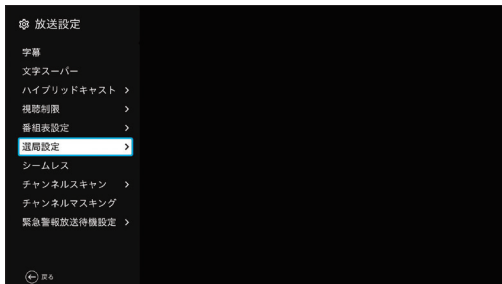 放送設定
字幕
文字スーパー
ハイブリッドキャスト
視聴制限
番組表設定
選局設定
シームレス
チャンネルスキャン
チャンネルマスキング
緊急警報放送待機設定
戻る